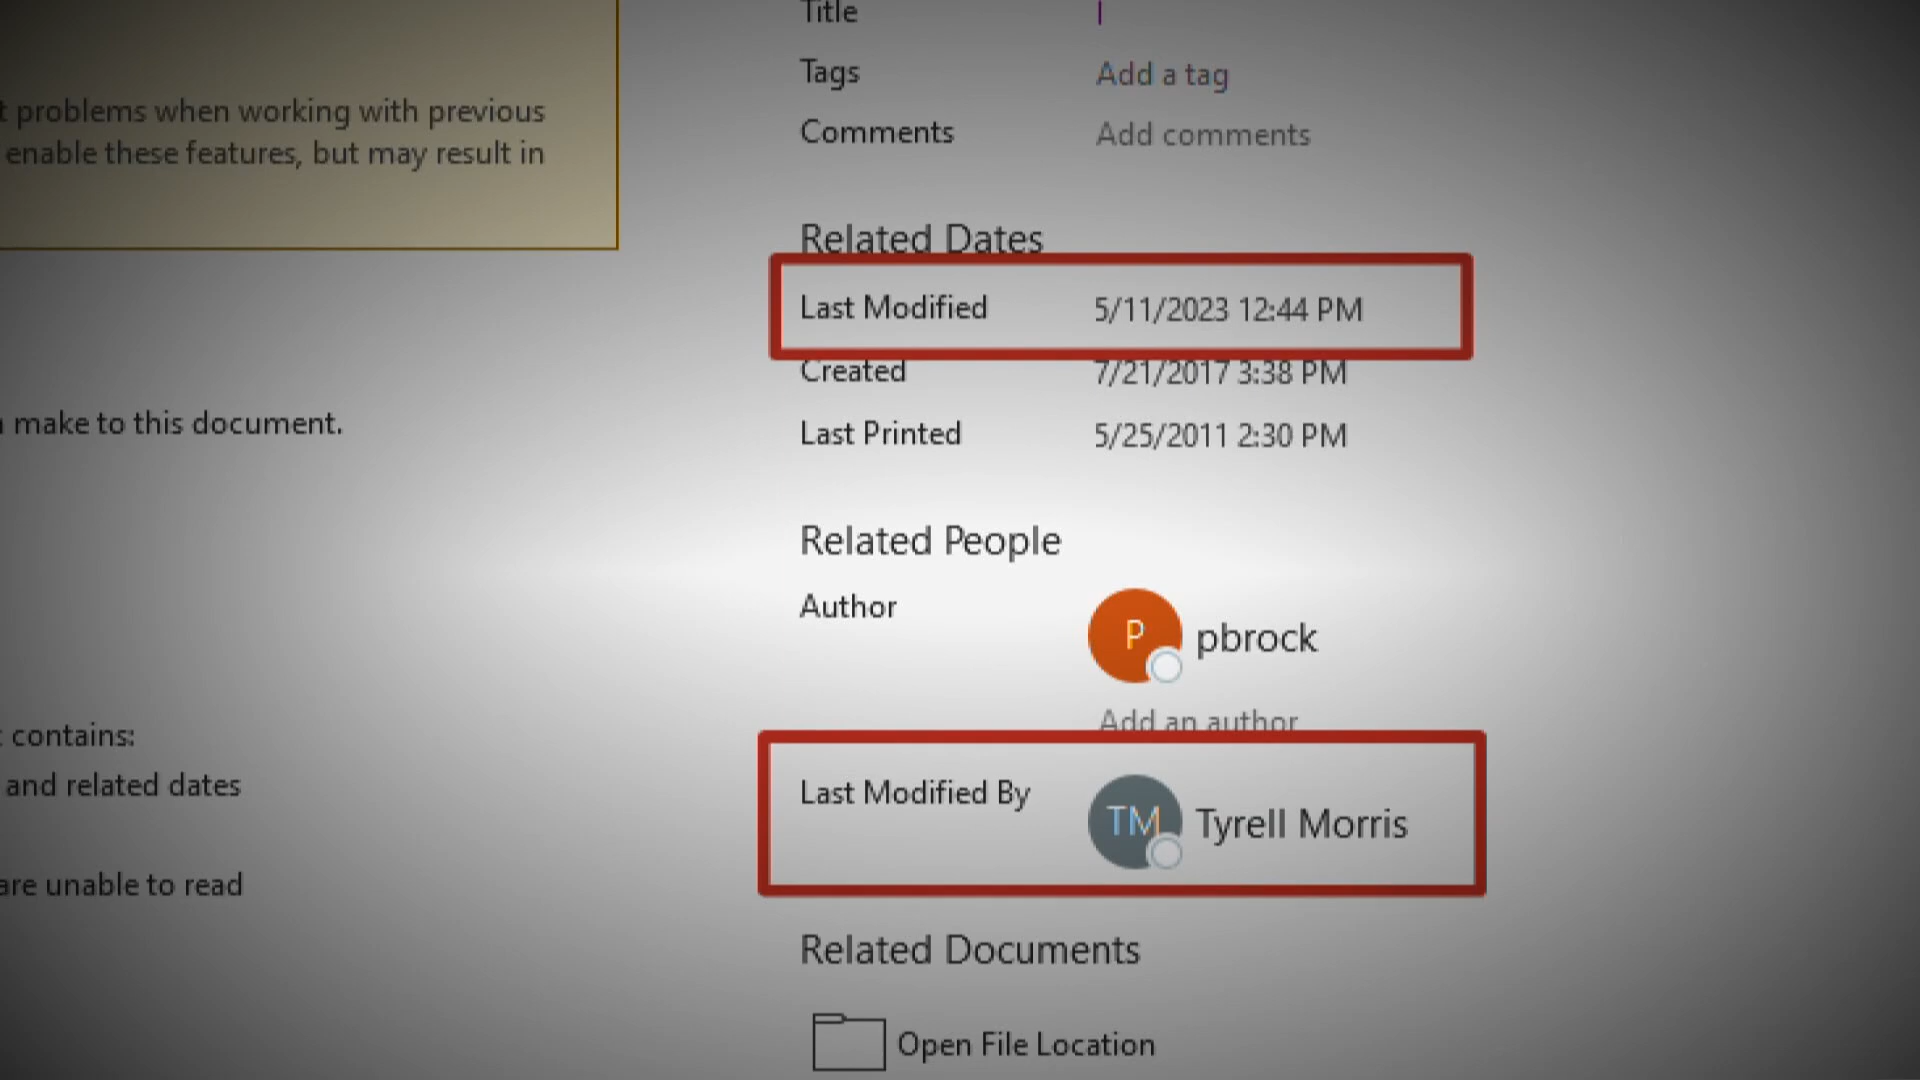 t problems when working with previous
enable these features, but may result in
make to this document.
contains:
and related dates
are unable to read
Title
Tags Add a tag
Comments Add comments
Related Dates
Last Modified 5/11/2023 12:44 PM
Created 7/21/2017 3:38 PM
Last Printed 5/25/2011 2:30 PM
Related People
Author P pbrock
Add an author
Last Modified By TM Tyrell Morris
Related Documents
Open File Location